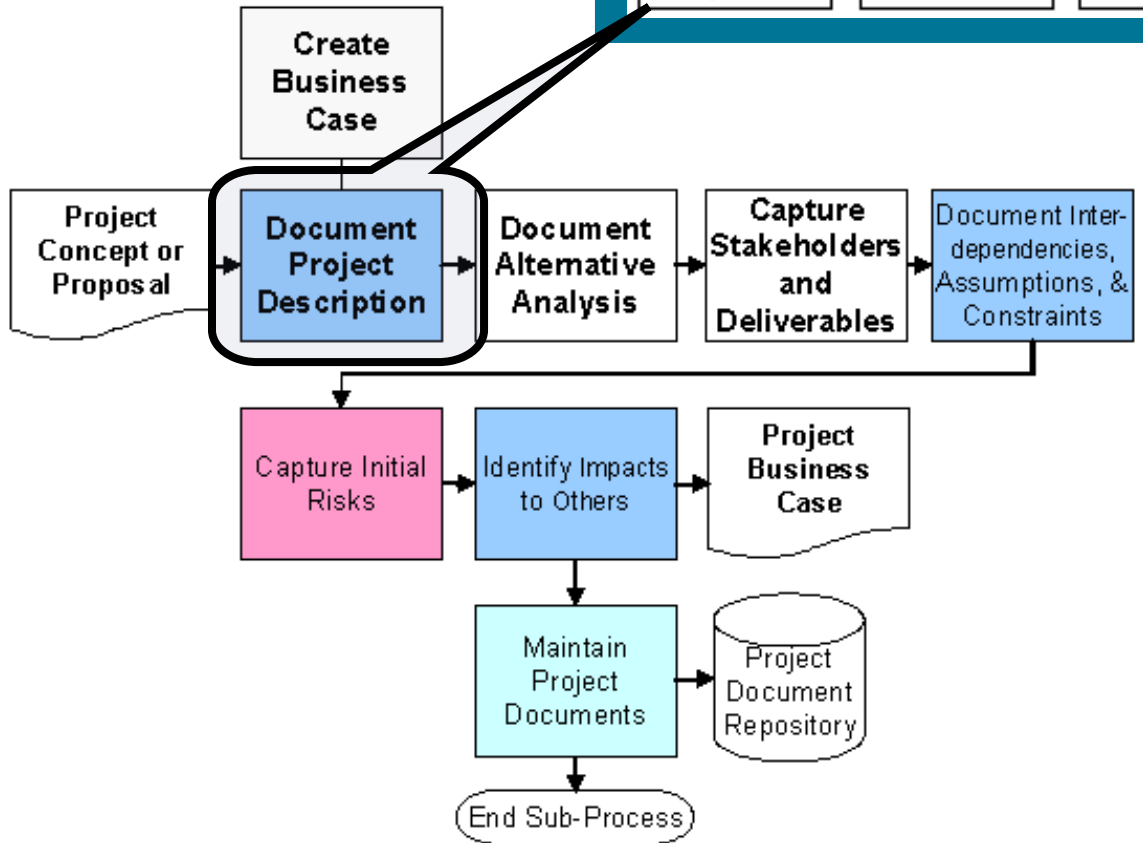 Create
Business
Case
Project
Concept or
Proposal
Document
Project
Description
Document
Alternative
Analysis
Capture
Stakeholders
and
Deliverables
Document Inter-
dependencies,
Assumptions, &
Constraints
Capture Initial
Risks
Identify Impacts
to Others
Project
Business
Case
Maintain
Project
Documents
Project
Document
Repository
End Sub-Process